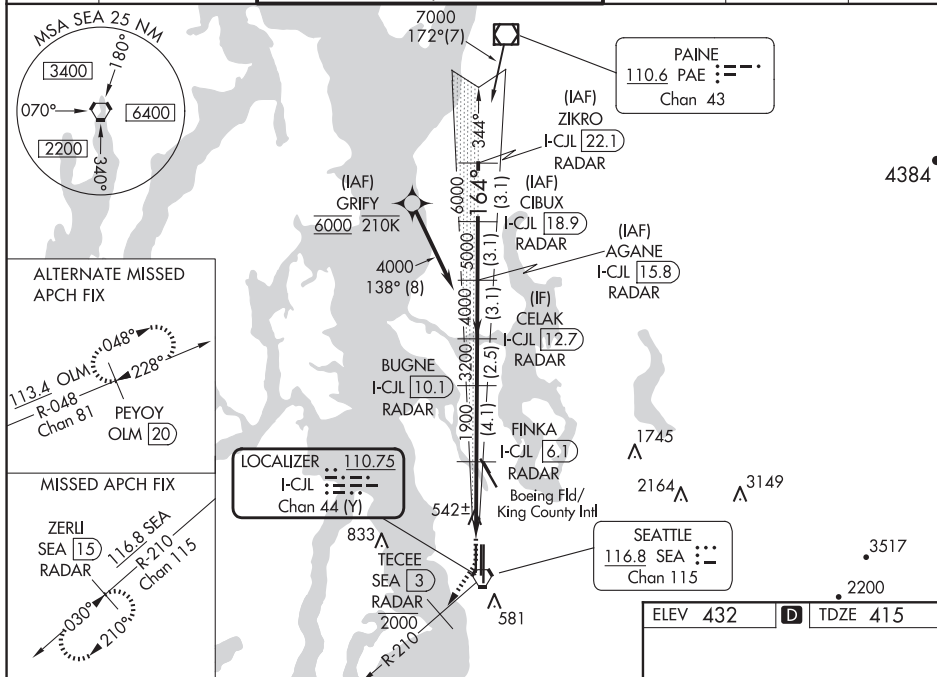 MSA SEA 25 NM
180°
3400
070°
6400
2200
340°
7000
172°(7)
PAINE
110.6 PAE
Chan 43
344°
(IAF)
ZIKRO
I-CJL 22.1
RADAR
4384
6000
164°
(3.1)
(IAF)
GRIFY
6000 210K
(IAF)
CIBUX
I-CJL 18.9
RADAR
5000
(3.1)
4000
138° (8)
(IAF)
AGANE
I-CJL 15.8
RADAR
4000
(3.1)
(IF)
CELAK
I-CJL 12.7
RADAR
3200
(2.5)
BUGNE
I-CJL 10.1
RADAR
1900
(4.1)
FINKA
I-CJL 6.1
RADAR
Boeing Fld/
King County Intl
ALTERNATE MISSED
APCH FIX
048°
228°
113.4 OLM
R-048
Chan 81
PEYOY
OLM 20
LOCALIZER 110.75
I-CJL
Chan 44 (Y)
1745
2164
3149
542±
833
MISSED APCH FIX
ZERLI
SEA 15
RADAR
116.8 SEA
R-210
Chan 115
030°
210°
TECEE
SEA 3
RADAR
2000
R-210
581
SEATTLE
116.8 SEA
Chan 115
3517
2200
ELEV 432 D TDZE 415